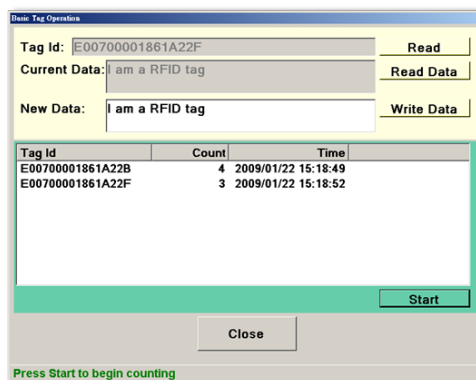 Basic Tag Operation
Tag Id: E00700001861A22F Read
Current Data: I am a RFID tag Read Data
New Data: I am a RFID tag Write Data
Tag Id Count Time
E00700001861A22B 4 2009/01/22 15:18:49
E00700001861A22F 3 2009/01/22 15:18:52
Start
Close
Press Start to begin counting